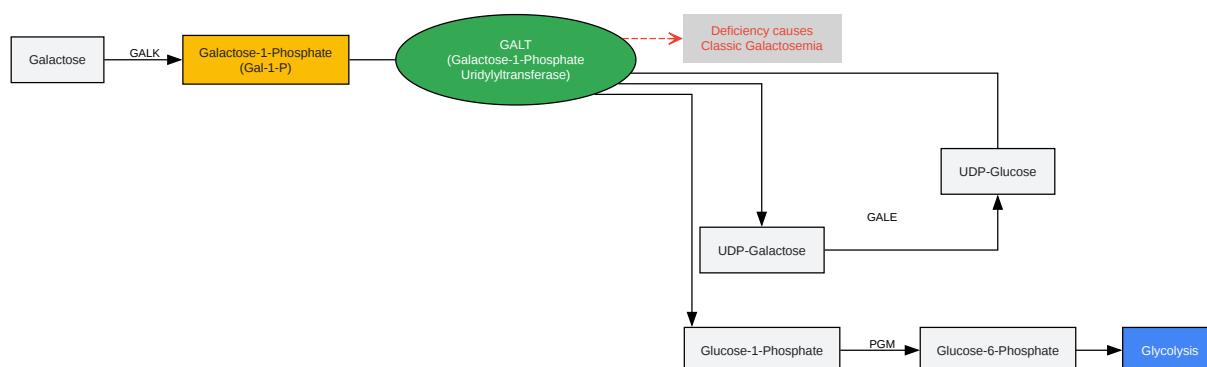 Galactose
GALK
Galactose-1-Phosphate
(Gal-1-P)
GALT
(Galactose-1-Phosphate
Uridylyltransferase)
Deficiency causes
Classic Galactosemia
UDP-Glucose
GALE
UDP-Galactose
Glucose-1-Phosphate
PGM
Glucose-6-Phosphate
Glycolysis